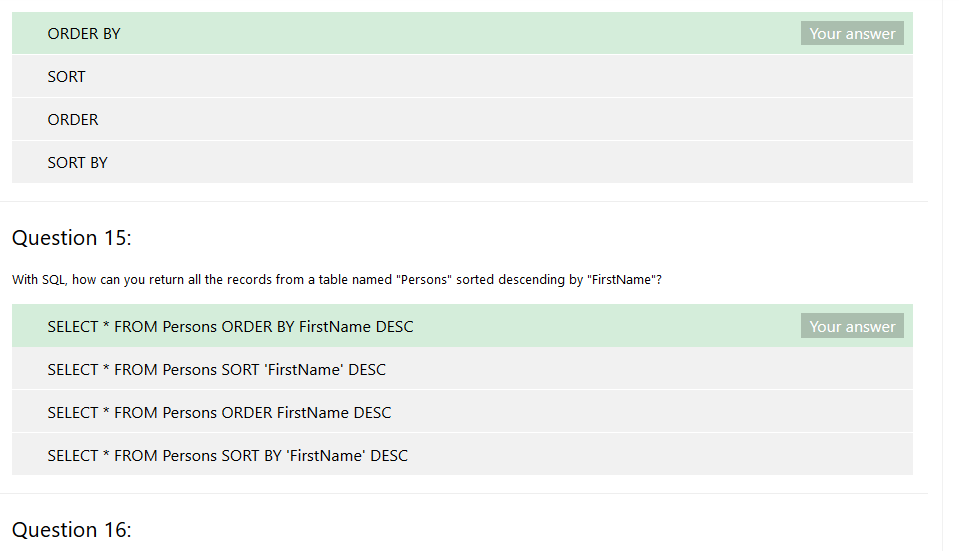 ORDER BY Your answer
SORT
ORDER
SORT BY
Question 15:
With SQL, how can you return all the records from a table named "Persons" sorted descending by "FirstName"?
SELECT * FROM Persons ORDER BY FirstName DESC Your answer
SELECT * FROM Persons SORT 'FirstName' DESC
SELECT * FROM Persons ORDER FirstName DESC
SELECT * FROM Persons SORT BY 'FirstName' DESC
Question 16: